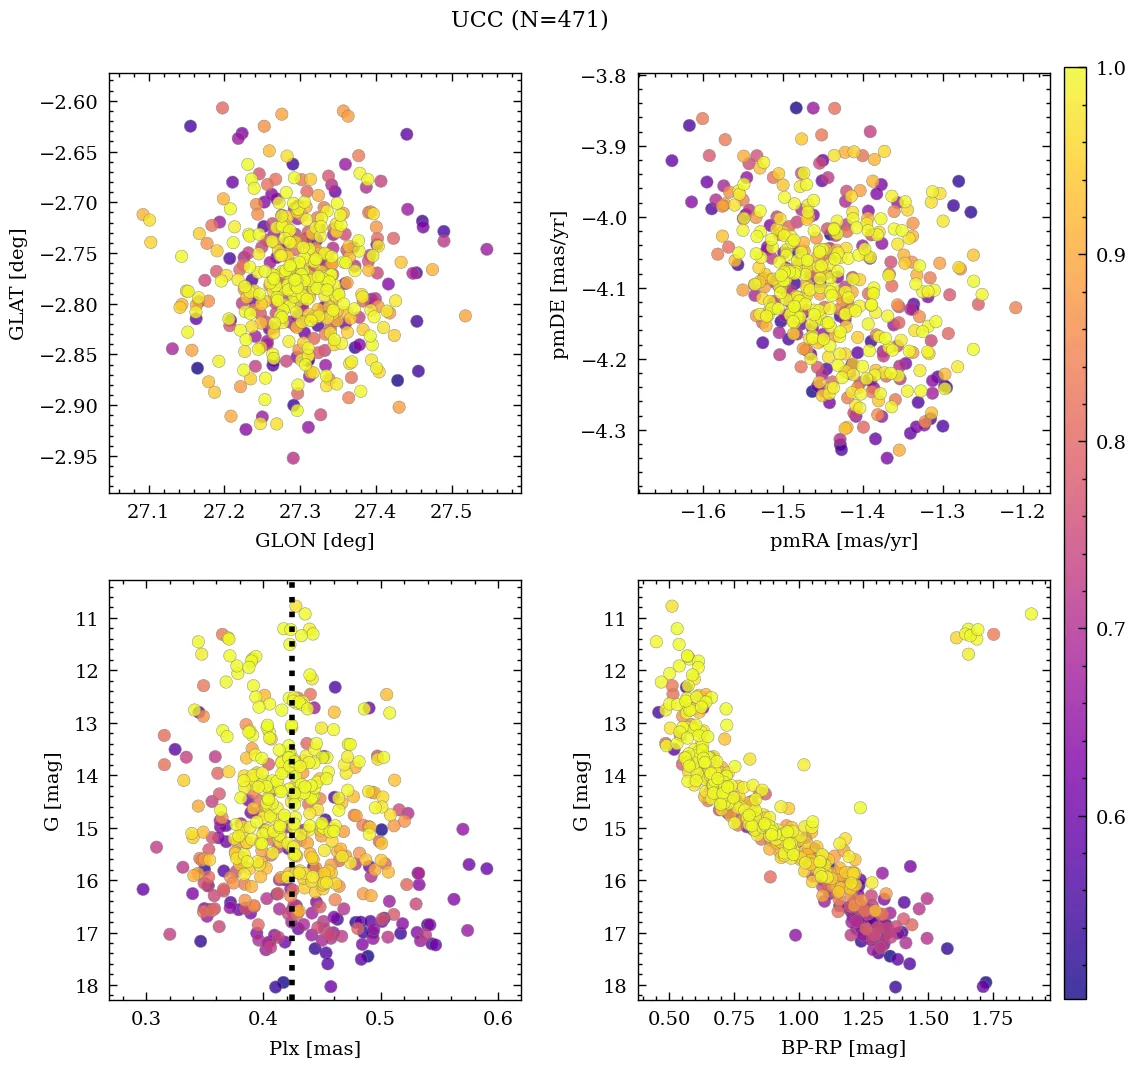 UCC (N=471)
−2.60
−2.65
−2.70
−2.75
−2.80
−2.85
−2.90
−2.95
GLAT [deg]
27.1 27.2 27.3 27.4 27.5
GLON [deg]
−3.8
−3.9
−4.0
−4.1
−4.2
−4.3
pmDE [mas/yr]
−1.6 −1.5 −1.4 −1.3 −1.2
pmRA [mas/yr]
1.0
0.9
0.8
0.7
0.6
11
12
13
14
15
16
17
18
G [mag]
0.3 0.4 0.5 0.6
Plx [mas]
11
12
13
14
15
16
17
18
G [mag]
0.50 0.75 1.00 1.25 1.50 1.75
BP-RP [mag]